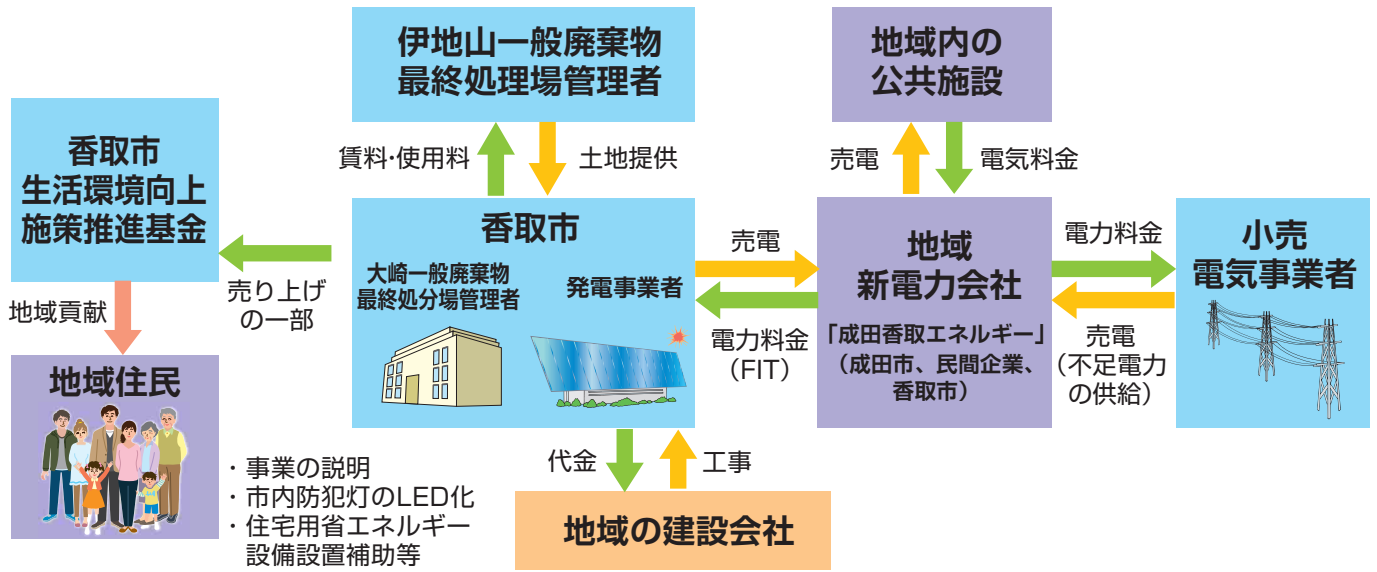 伊地山一般廃棄物
最終処理場管理者
地域内の
公共施設
香取市
生活環境向上
施策推進基金
賃料・使用料
土地提供
売電
電気料金
香取市
大崎一般廃棄物
最終処分場管理者
発電事業者
売電
電力料金
（FIT）
地域
新電力会社
「成田香取エネルギー」
（成田市、民間企業、
香取市）
電力料金
売電
（不足電力
の供給）
小売
電気事業者
売り上げ
の一部
地域貢献
地域住民
・事業の説明
・市内防犯灯のLED化
・住宅用省エネルギー
設備設置補助等
代金
工事
地域の建設会社